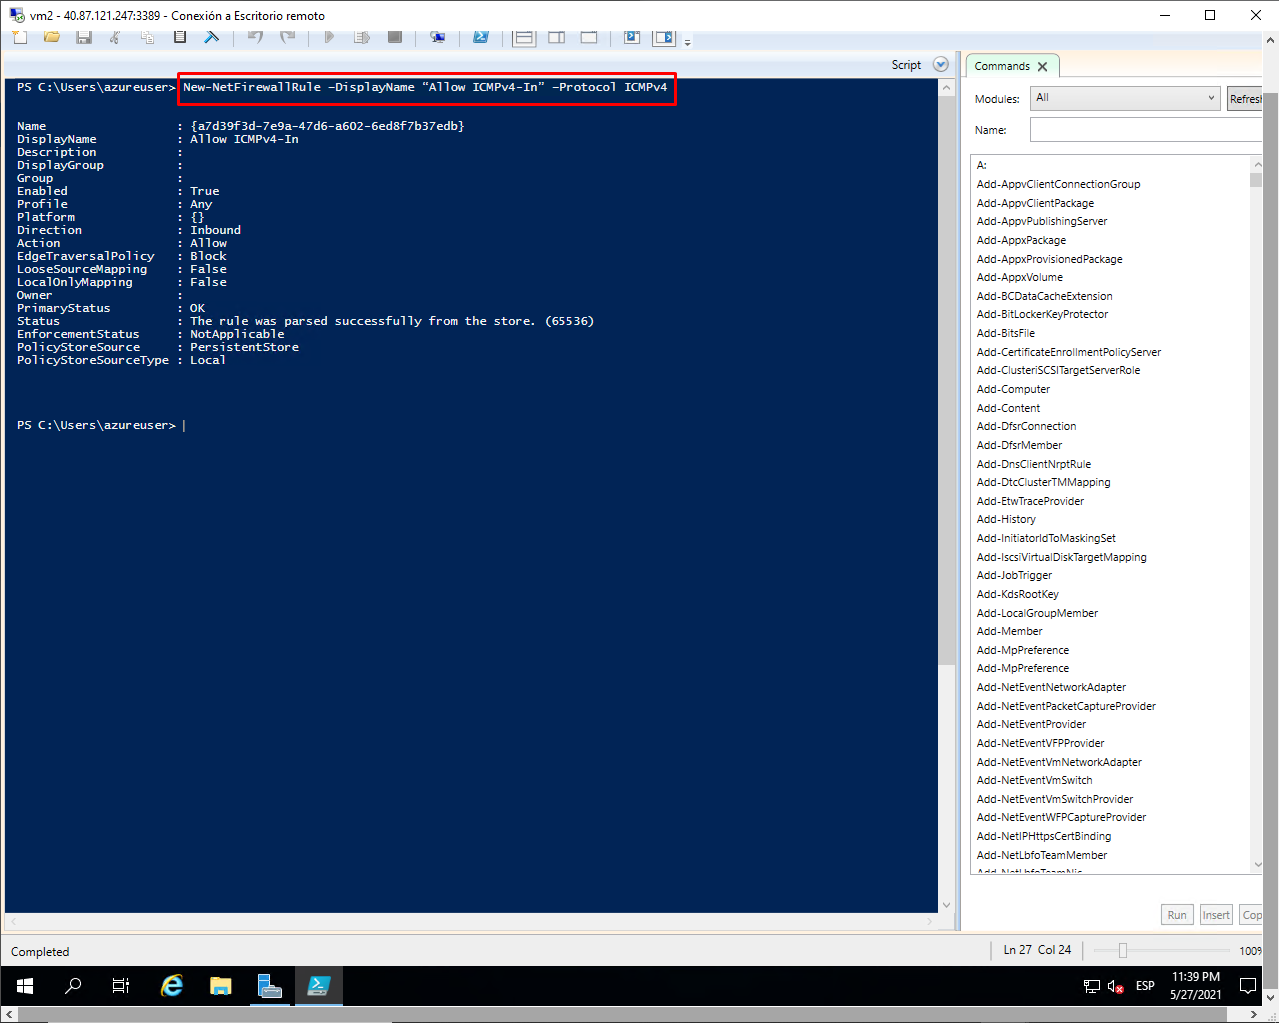 vm2 - 40.87.121.247:3389 - Conexión a Escritorio remoto
Script
Commands
PS C:\Users\azureuser> New-NetFirewallRule –DisplayName “Allow ICMPv4-In” –Protocol ICMPv4
Name : {a7d39f3d-7e9a-47d6-a602-6ed8f7b37edb}
DisplayName : Allow ICMPv4-In
Description :
DisplayGroup :
Group :
Enabled : True
Profile : Any
Platform : {}
Direction : Inbound
Action : Allow
EdgeTraversalPolicy : Block
LooseSourceMapping : False
LocalOnlyMapping : False
Owner :
PrimaryStatus : OK
Status : The rule was parsed successfully from the store. (65536)
EnforcementStatus : NotApplicable
PolicyStoreSource : PersistentStore
PolicyStoreSourceType : Local
PS C:\Users\azureuser>
Modules: All Refresh
Name:
A:
Add-AppvClientConnectionGroup
Add-AppvClientPackage
Add-AppvPublishingServer
Add-AppxPackage
Add-AppxProvisionedPackage
Add-AppxVolume
Add-BCDataCacheExtension
Add-BitLockerKeyProtector
Add-BitsFile
Add-CertificateEnrollmentPolicyServer
Add-ClusteriSCSITargetServerRole
Add-Computer
Add-Content
Add-DfsrConnection
Add-DfsrMember
Add-DnsClientNrptRule
Add-DtcClusterTMMapping
Add-EtwTraceProvider
Add-History
Add-InitiatorIdToMaskingSet
Add-IscsiVirtualDiskTargetMapping
Add-JobTrigger
Add-KdsRootKey
Add-LocalGroupMember
Add-Member
Add-MpPreference
Add-MpPreference
Add-NetEventNetworkAdapter
Add-NetEventPacketCaptureProvider
Add-NetEventProvider
Add-NetEventVFPProvider
Add-NetEventVmNetworkAdapter
Add-NetEventVmSwitch
Add-NetEventVmSwitchProvider
Add-NetEventWFPCaptureProvider
Add-NetIPHttpsCertBinding
Add-NetLbfoTeamMember
Add-NetLbfoTeamNic
Run Insert Cop
Completed
Ln 27 Col 24
100%
ESP
11:39 PM
5/27/2021